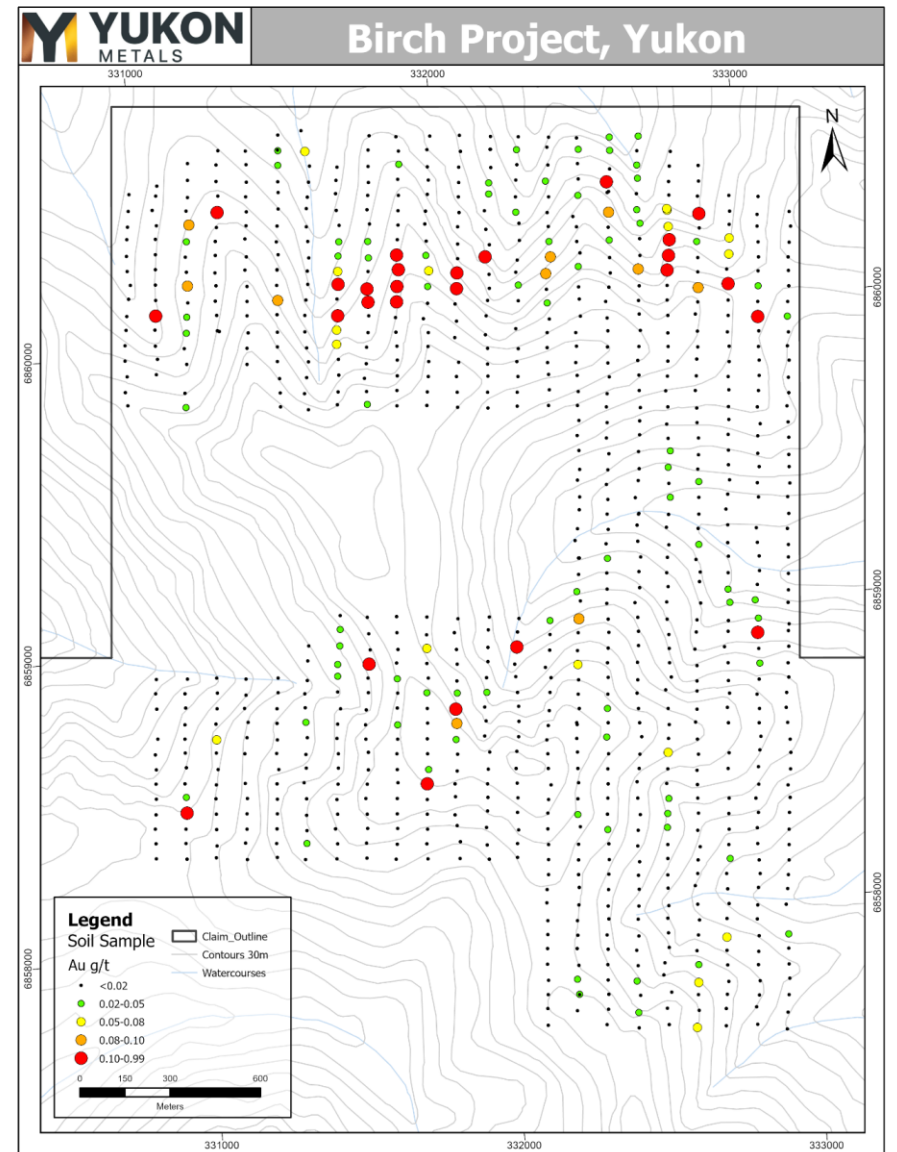 YUKON
METALS
Birch Project, Yukon
331000
332000
333000
N
6860000
6860000
6859000
6859000
6858000
6858000
Legend
Soil Sample
Au g/t
<0.02
0.02-0.05
0.05-0.08
0.08-0.10
0.10-0.99
Claim_Outline
Contours 30m
Watercourses
0 150 300 600
Meters
331000
332000
333000